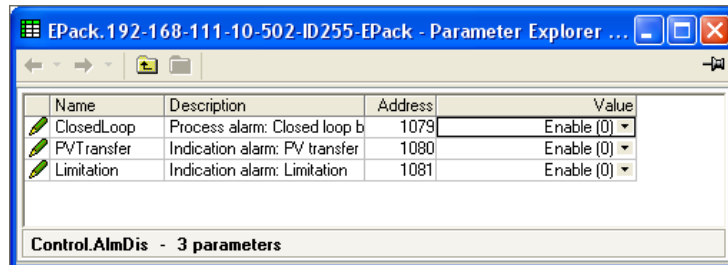 EPack.192-168-111-10-502-ID255-EPack - Parameter Explorer ...
Name Description Address Value
ClosedLoop Process alarm: Closed loop b 1079 Enable (0)
PVTransfer Indication alarm: PV transfer 1080 Enable (0)
Limitation Indication alarm: Limitation 1081 Enable (0)
Control.AlmDis - 3 parameters